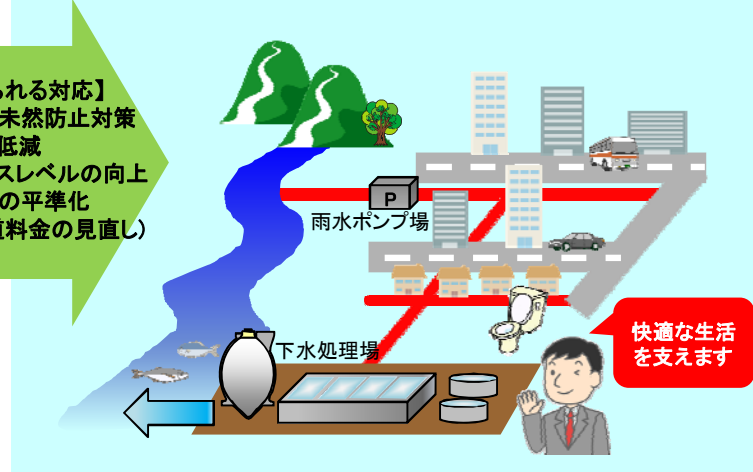 られる対応】
未然防止対策
低減
スレベルの向上
の平準化
料金の見直し）
P
雨水ポンプ場
下水処理場
快適な生活
を支えます